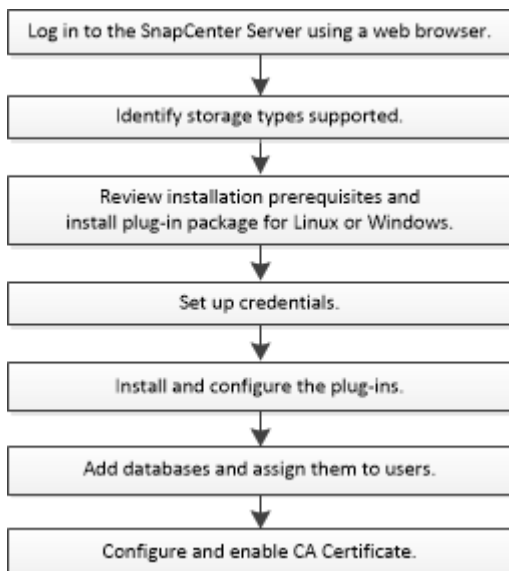 Log in to the SnapCenter Server using a web browser.
Identify storage types supported.
Review installation prerequisites and
install plug-in package for Linux or Windows.
Set up credentials.
Install and configure the plug-ins.
Add databases and assign them to users.
Configure and enable CA Certificate.